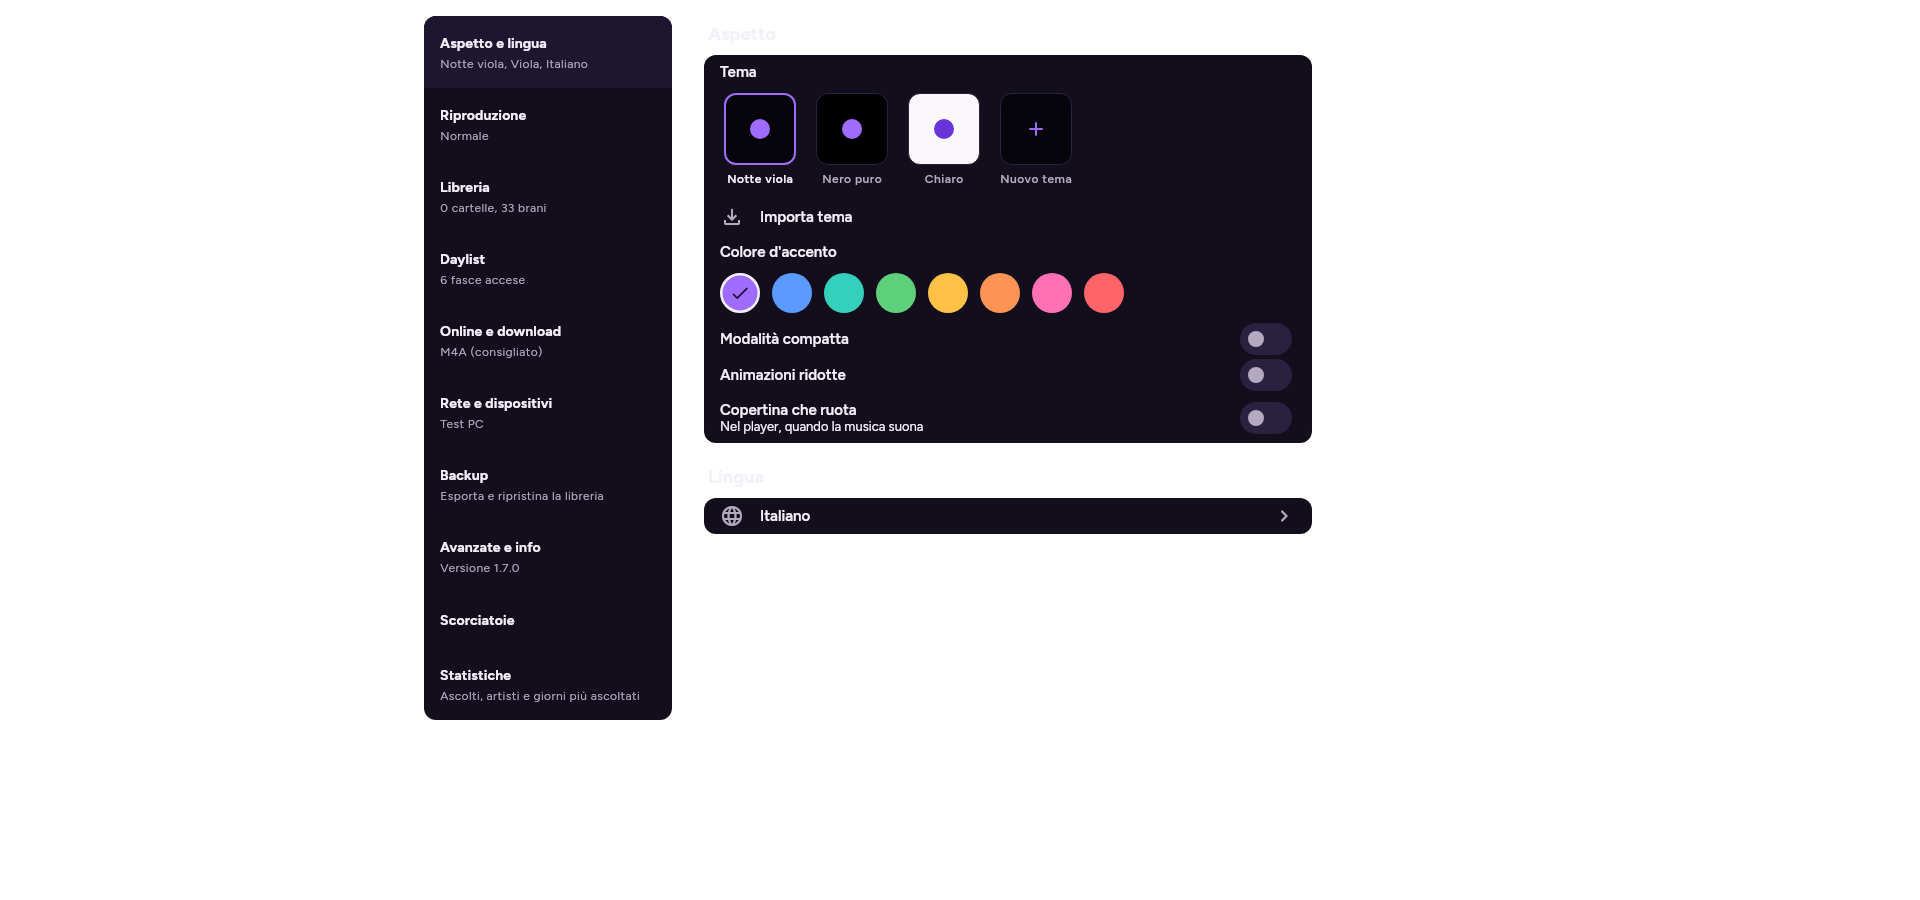 Aspetto e lingua
Notte viola, Viola, Italiano
Riproduzione
Normale
Libreria
0 cartelle, 33 brani
Daylist
6 fasce accese
Online e download
M4A (consigliato)
Rete e dispositivi
Test PC
Backup
Esporta e ripristina la libreria
Avanzate e info
Versione 1.7.0
Scorciatoie
Statistiche
Ascolti, artisti e giorni più ascoltati
Aspetto
Tema
Notte viola
Nero puro
Chiaro
Nuovo tema
Importa tema
Colore d'accento
Modalità compatta
Animazioni ridotte
Copertina che ruota
Nel player, quando la musica suona
Lingua
Italiano